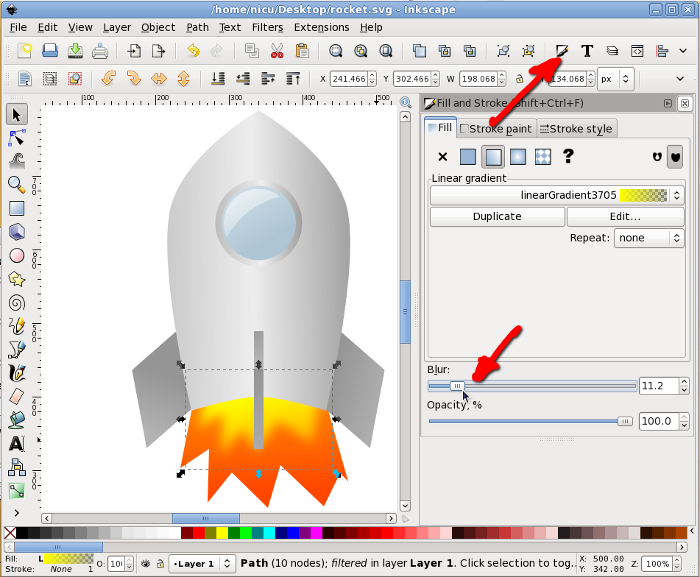 /home/nicu/Desktop/rocket.svg - Inkscape
File Edit View Layer Object Path Text Filters Extensions Help
X 241.466 Y 302.466 W 198.068 134.068 px
Fill and Stroke (Shift+Ctrl+F)
Fill Stroke paint Stroke style
?
Linear gradient
linearGradient3705
Duplicate Edit...
Repeat: none
Blur:
11.2
Opacity, %
100.0
Fill: L
Stroke: None 1
O: 10
•Layer 1
Path (10 nodes); filtered in layer Layer 1. Click selection to tog..
X: 500.00
Y: 342.00
Z: 100%